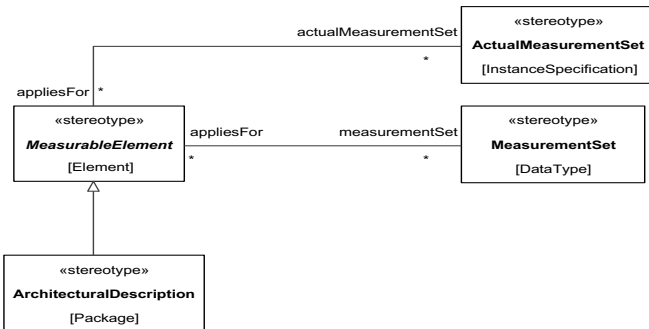 «stereotype»
actualMeasurementSet
ActualMeasurementSet
*
[InstanceSpecification]
appliesFor
*
«stereotype»
MeasurableElement
[Element]
appliesFor
*
measurementSet
*
«stereotype»
MeasurementSet
[DataType]
«stereotype»
ArchitecturalDescription
[Package]